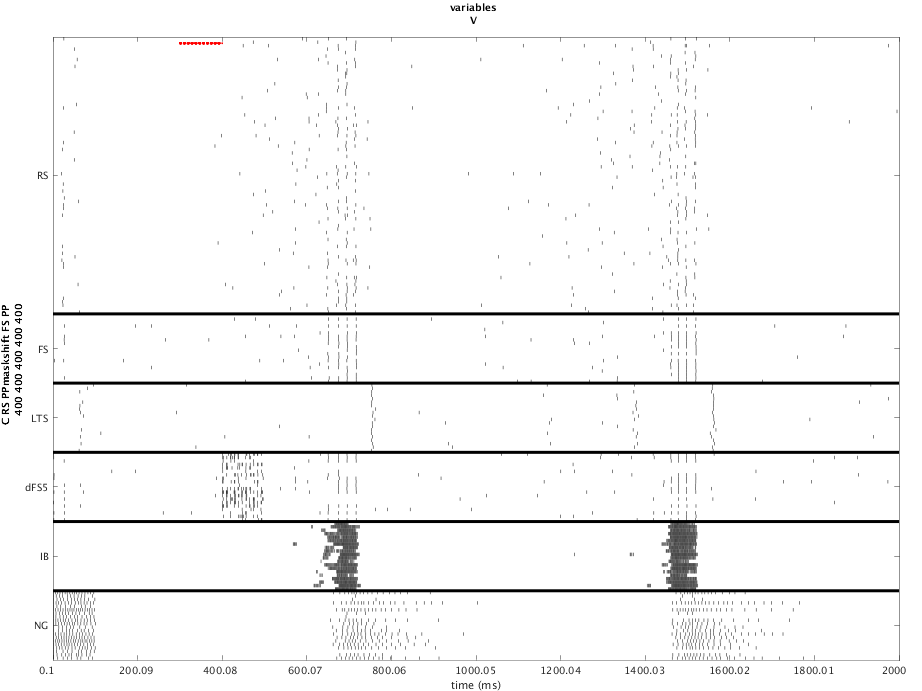 variables
V
C RS PPmaskshift FS PP
400 400 400 400 400
RS
FS
LTS
dFS5
IB
NG
0.1 200.09 400.08 600.07 800.06 1000.05 1200.04 1400.03 1600.02 1800.01 2000
time (ms)